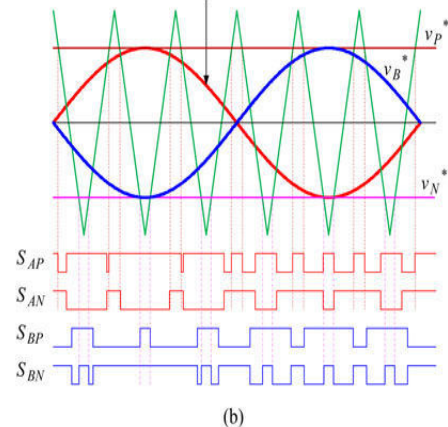 v_P*
v_B*
v_N*
S_AP
S_AN
S_BP
S_BN
(b)